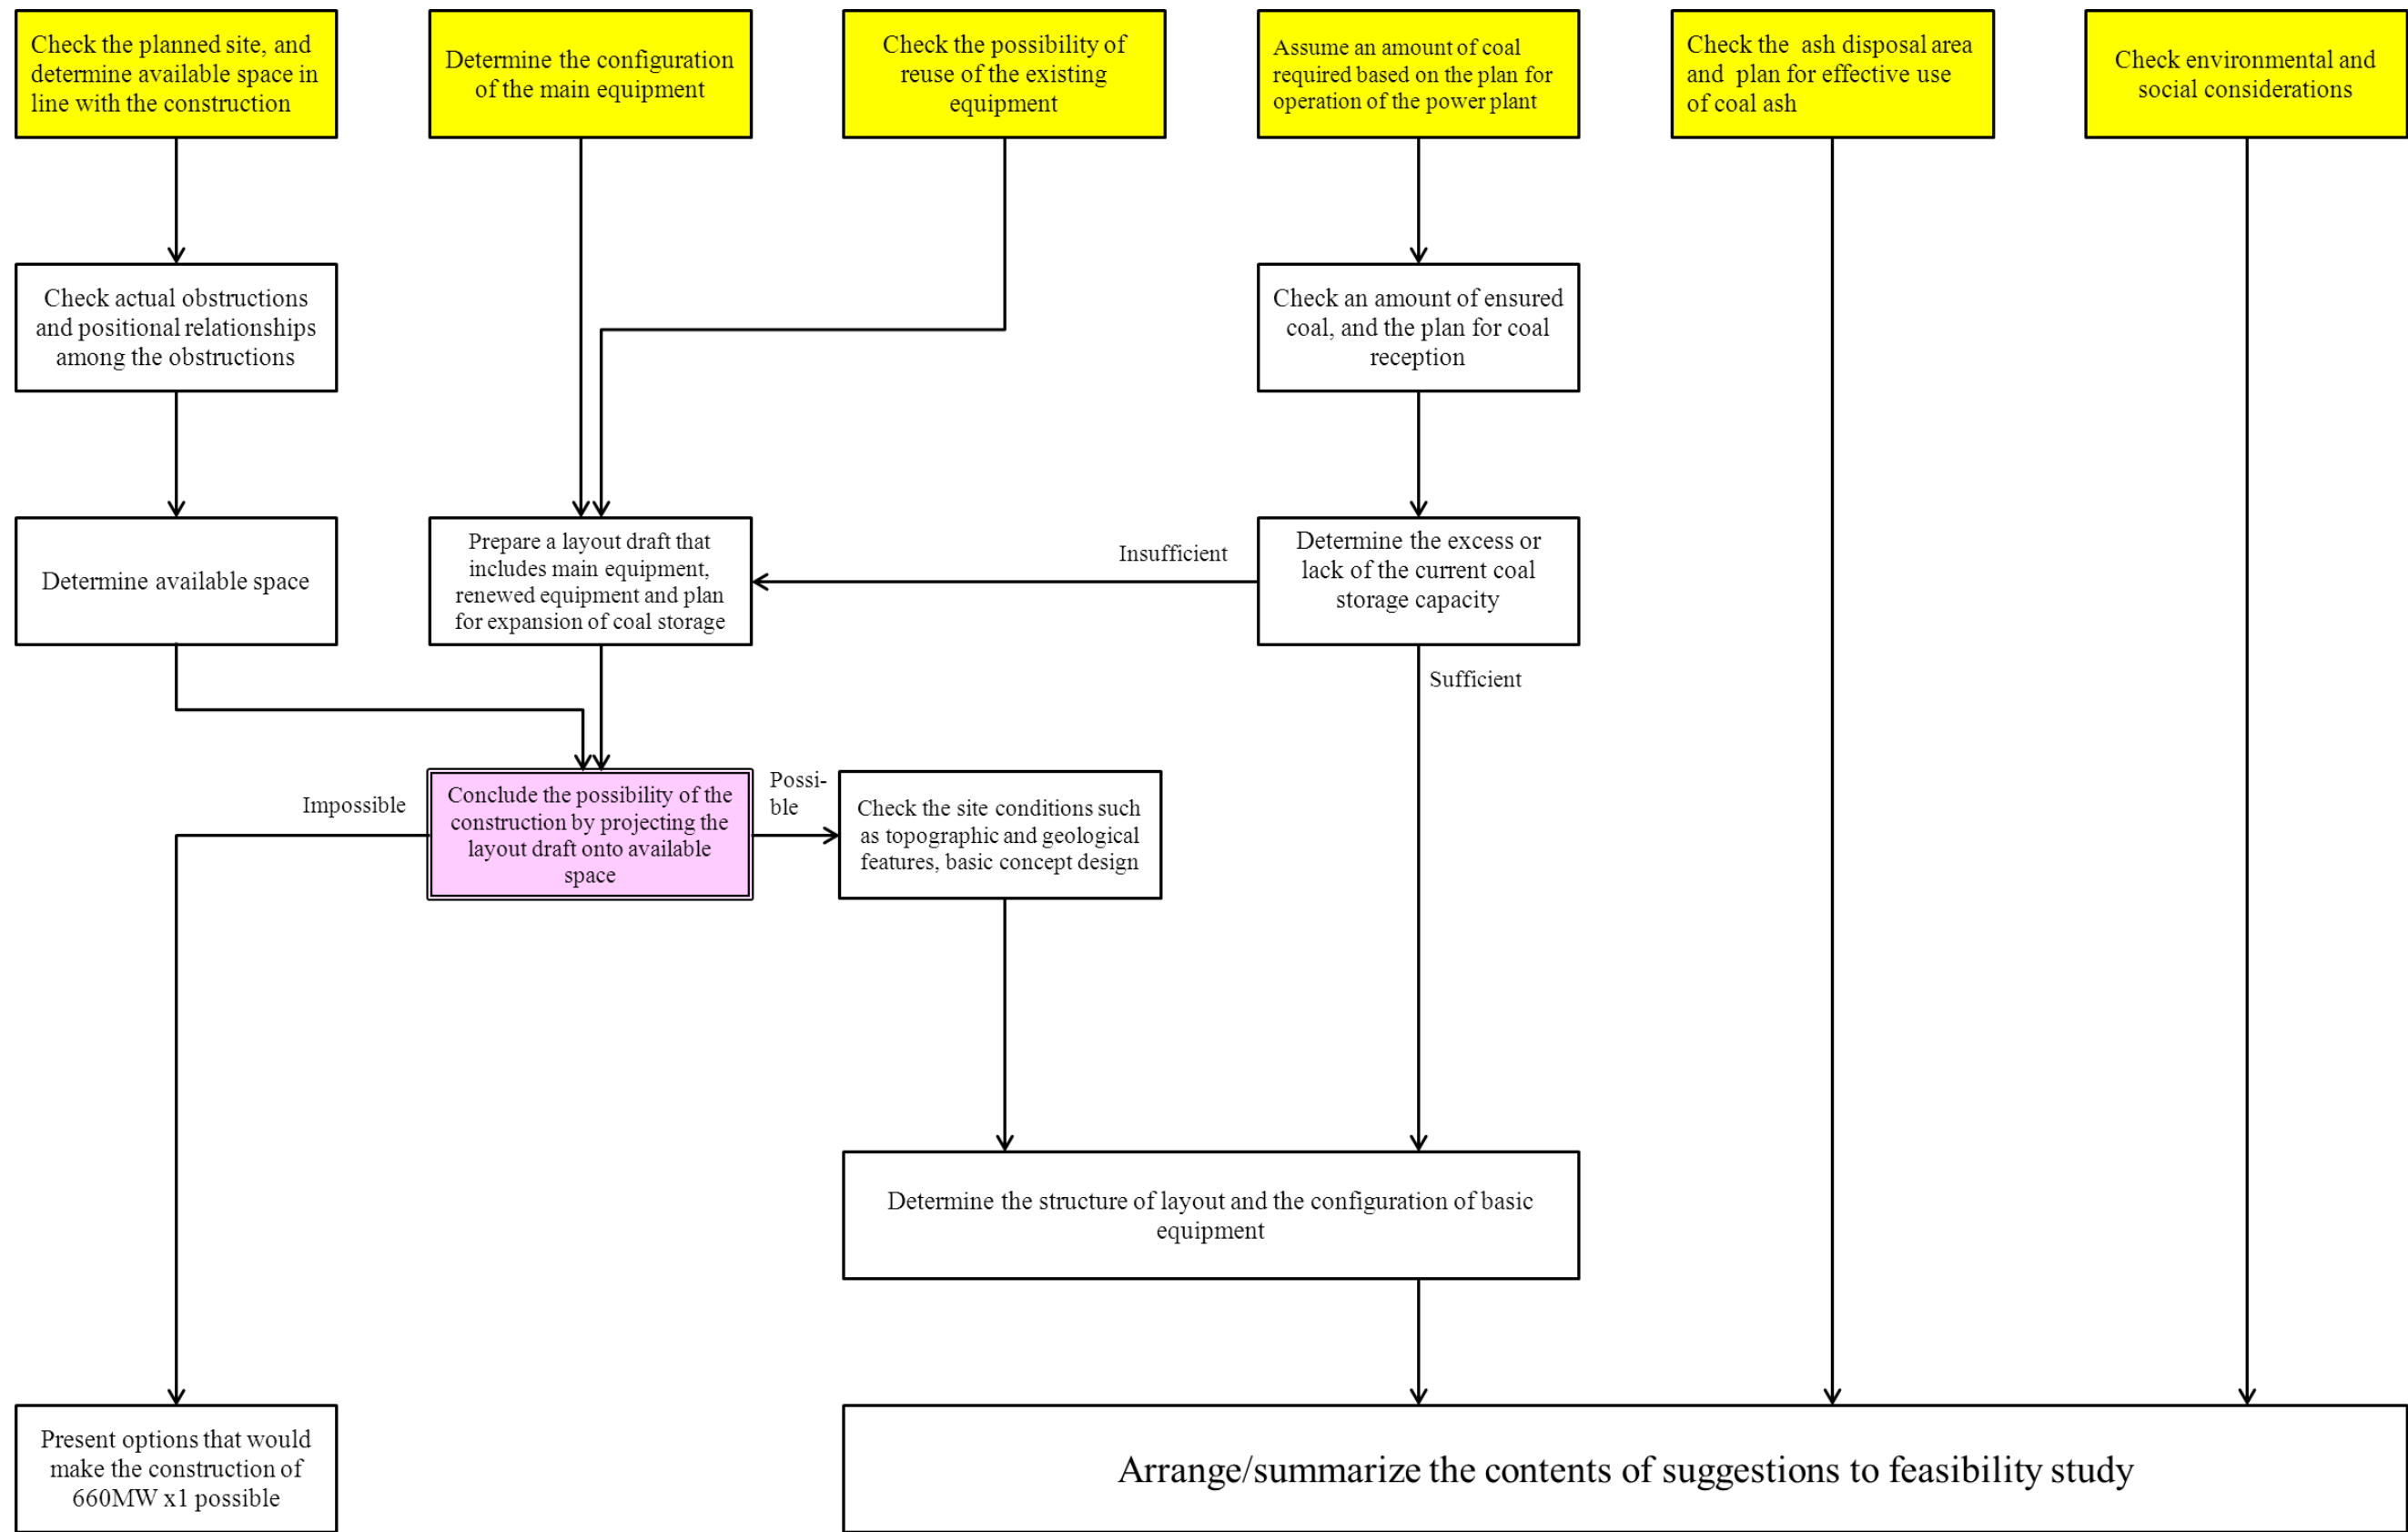 Check the planned site, and
determine available space in
line with the construction
Determine the configuration
of the main equipment
Check the possibility of
reuse of the existing
equipment
Assume an amount of coal
required based on the plan for
operation of the power plant
Check the ash disposal area
and plan for effective use
of coal ash
Check environmental and
social considerations
Check actual obstructions
and positional relationships
among the obstructions
Check an amount of ensured
coal, and the plan for coal
reception
Determine available space
Prepare a layout draft that
includes main equipment,
renewed equipment and plan
for expansion of coal storage
Insufficient
Determine the excess or
lack of the current coal
storage capacity
Sufficient
Impossible
Conclude the possibility of the
construction by projecting the
layout draft onto available
space
Possi-
ble
Check the site conditions such
as topographic and geological
features, basic concept design
Determine the structure of layout and the configuration of basic
equipment
Present options that would
make the construction of
660MW x1 possible
Arrange/summarize the contents of suggestions to feasibility study